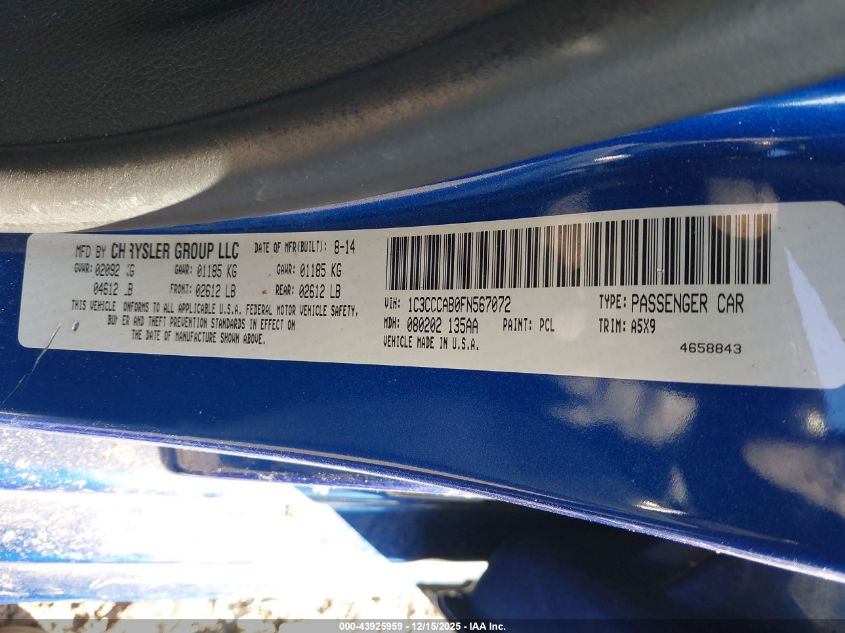 MFD BY CHRYSLER GROUP LLC DATE OF MFR(BUILT): 8-14
GVWR: 02092 KG GAWR: 01185 KG GAWR: 01185 KG
04612 LB FRONT: 02612 LB REAR: 02612 LB
THIS VEHICLE CONFORMS TO ALL APPLICABLE U.S.A. FEDERAL MOTOR VEHICLE SAFETY,
BUMPER AND THEFT PREVENTION STANDARDS IN EFFECT ON
THE DATE OF MANUFACTURE SHOWN ABOVE.
VIN: 1C3CCCAB0FN567072 TYPE: PASSENGER CAR
MDH: 080202 135AA PAINT: PCL TRIM: A5X9
VEHICLE MADE IN U.S.A. 4658843
000-43925959 - 12/15/2025 - IAA Inc.